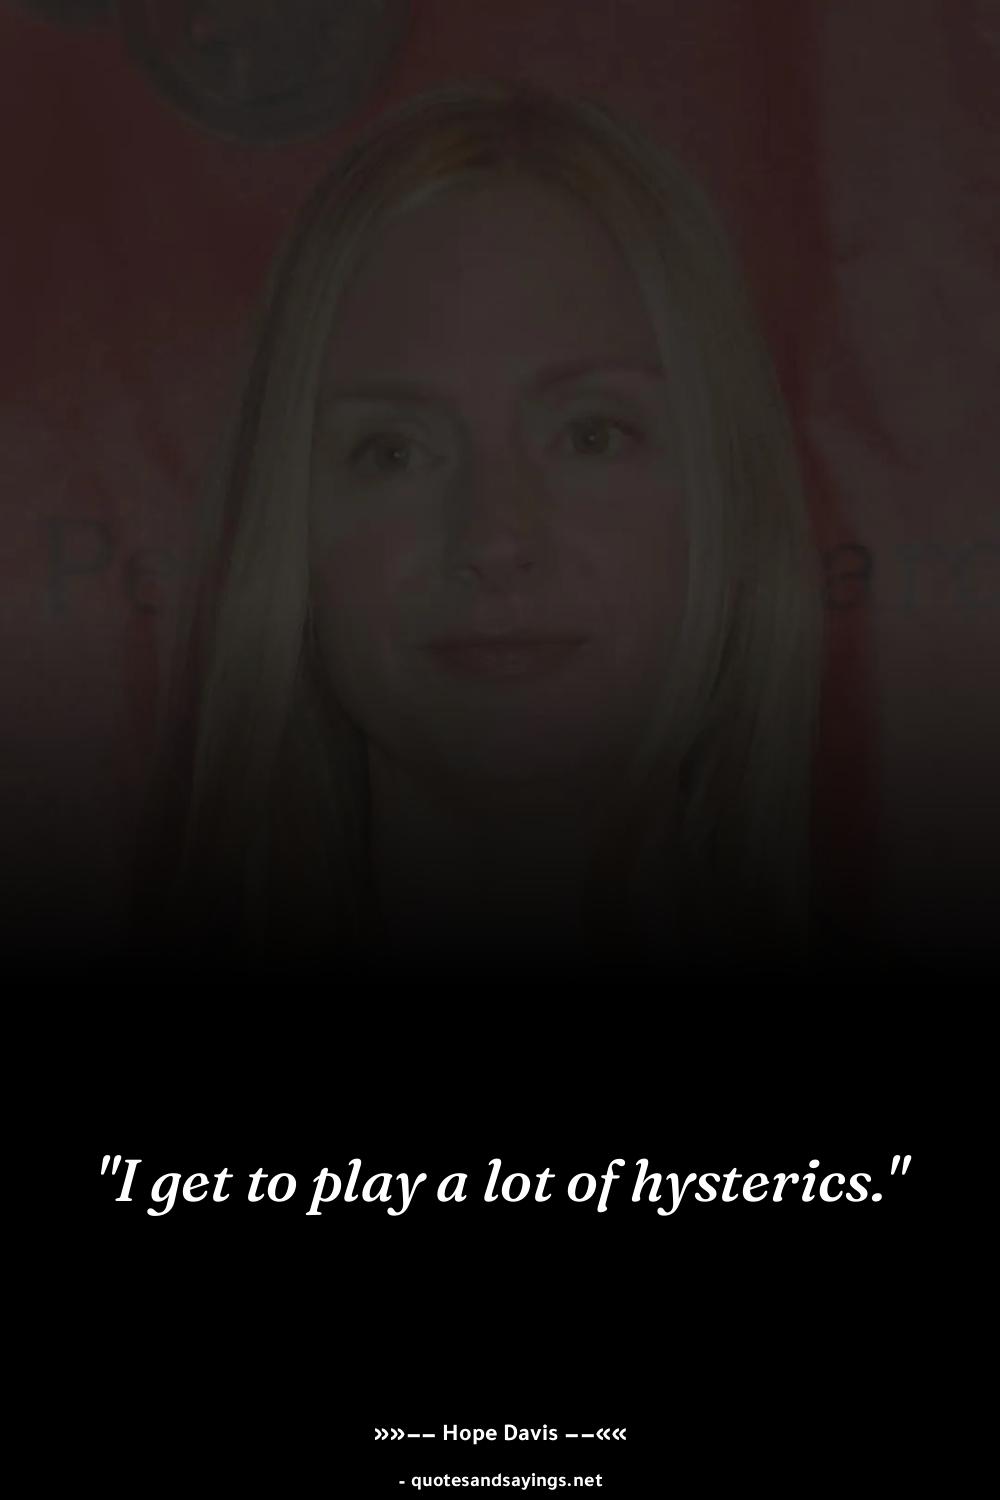 "I get to play a lot of hysterics."
»»−− Hope Davis −−««
- quotesandsayings.net